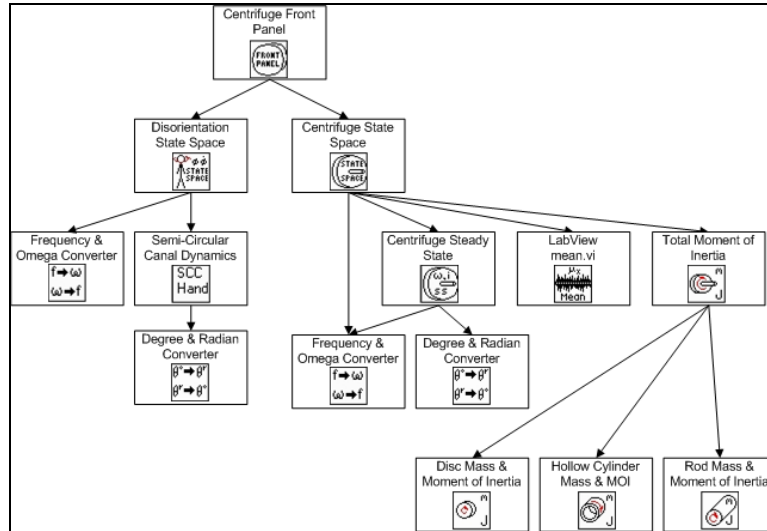 Centrifuge Front
Panel
FRONT
PANEL
Disorientation
State Space
φ φ̇
STATE
SPACE
Centrifuge State
Space
STATE
SPACE
Frequency &
Omega Converter
f→ω
ω→f
Semi-Circular
Canal Dynamics
SCC
Hand
Centrifuge Steady
State
ω,i
ss
LabView
mean.vi
μx
Mean
Total Moment of
Inertia
m
J
Degree & Radian
Converter
θ°→θʳ
θʳ→θ°
Frequency &
Omega Converter
f→ω
ω→f
Degree & Radian
Converter
θ°→θʳ
θʳ→θ°
Disc Mass &
Moment of Inertia
m
J
Hollow Cylinder
Mass & MOI
m
J
Rod Mass &
Moment of Inertia
m
J